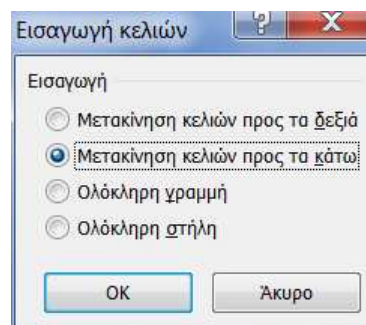 Εισαγωγή κελιών ? X
Εισαγωγή
Μετακίνηση κελιών προς τα δεξιά
Μετακίνηση κελιών προς τα κάτω
Ολόκληρη γραμμή
Ολόκληρη στήλη
OK Άκυρο